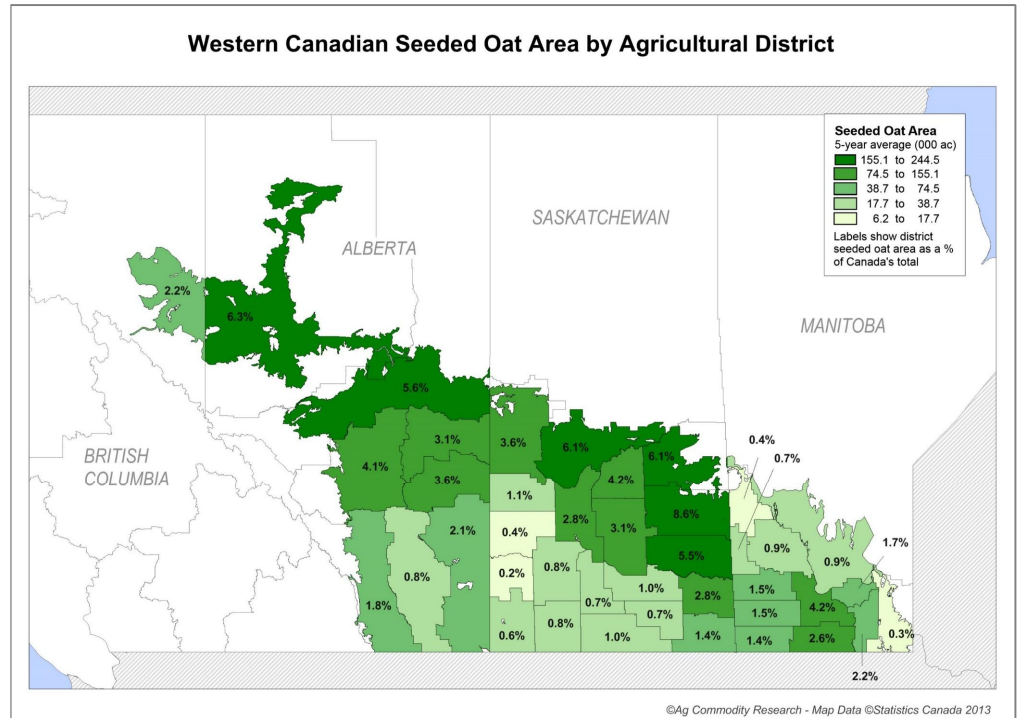 Western Canadian Seeded Oat Area by Agricultural District
Seeded Oat Area
5-year average (000 ac)
155.1 to 244.5
74.5 to 155.1
38.7 to 74.5
17.7 to 38.7
6.2 to 17.7
Labels show district
seeded oat area as a %
of Canada's total
SASKATCHEWAN
ALBERTA
MANITOBA
BRITISH
COLUMBIA
2.2%
6.3%
5.6%
3.1%
3.6%
4.1%
3.6%
6.1%
6.1%
4.2%
0.4%
0.7%
1.1%
2.8%
3.1%
8.6%
2.1%
0.4%
5.5%
0.9%
0.9%
1.7%
0.8%
0.2%
0.8%
1.0%
2.8%
1.5%
1.8%
0.7%
0.7%
1.5%
4.2%
0.6%
0.8%
1.0%
1.4%
1.4%
2.6%
0.3%
2.2%
©Ag Commodity Research - Map Data ©Statistics Canada 2013